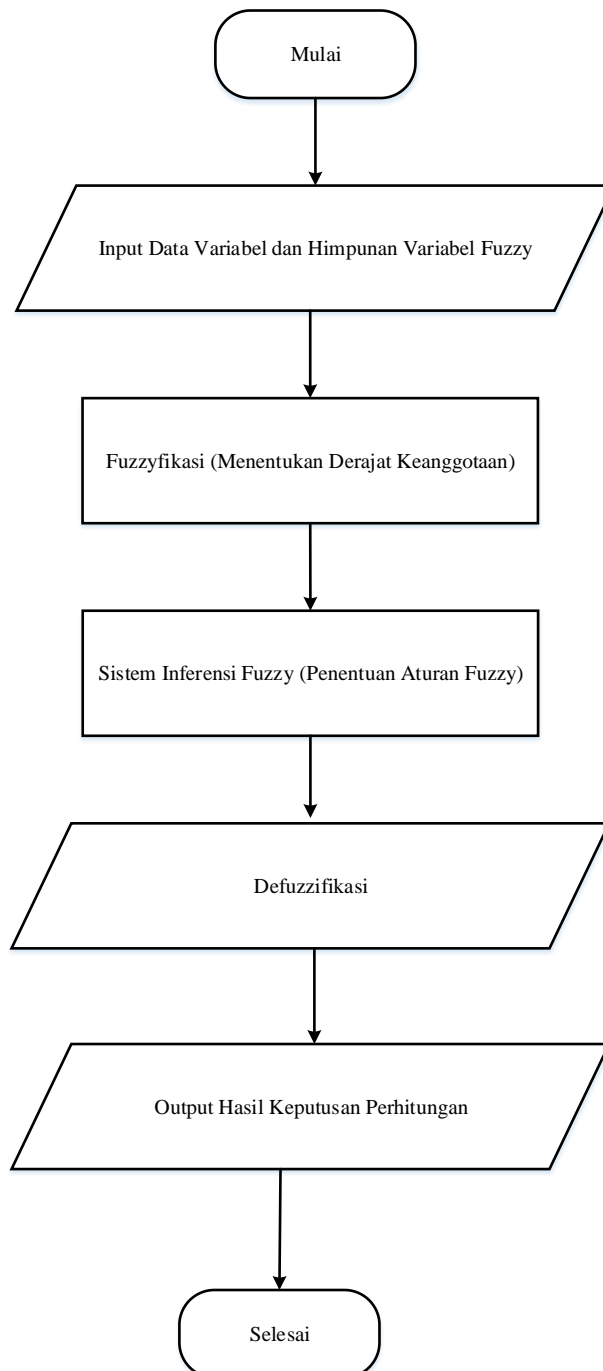 Mulai
Input Data Variabel dan Himpunan Variabel Fuzzy
Fuzzyfikasi (Menentukan Derajat Keanggotaan)
Sistem Inferensi Fuzzy (Penentuan Aturan Fuzzy)
Defuzzifikasi
Output Hasil Keputusan Perhitungan
Selesai